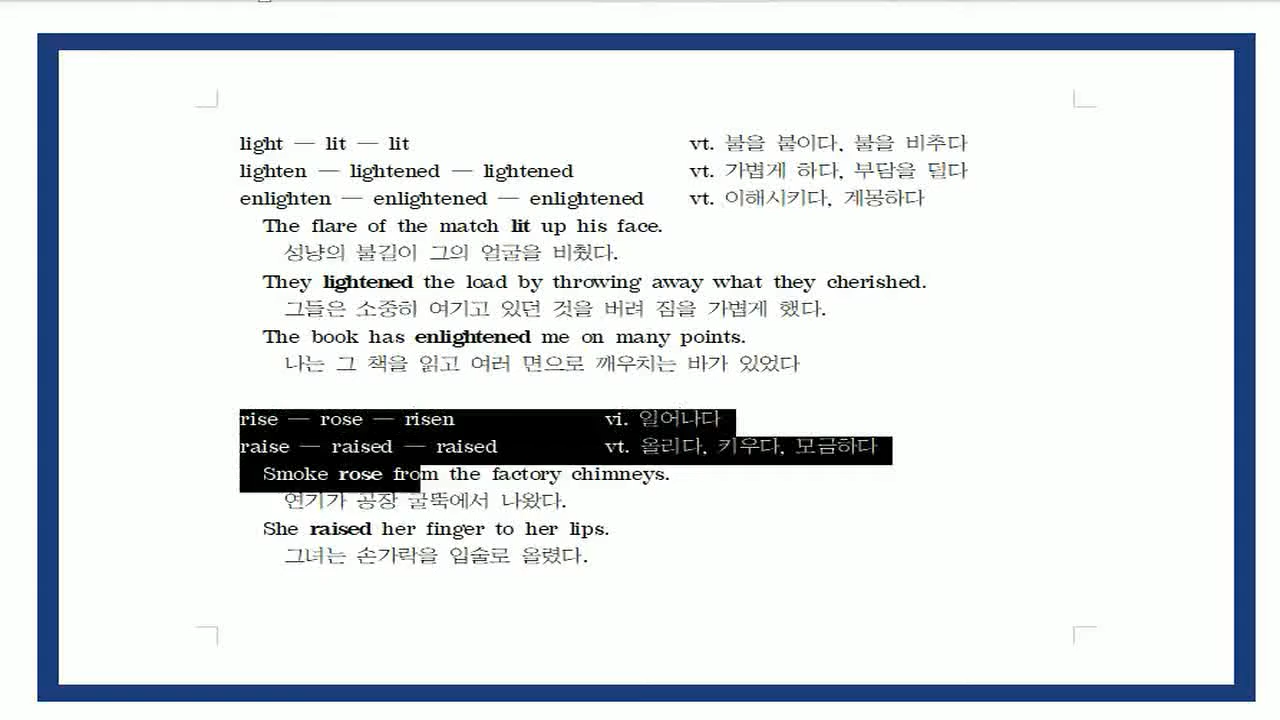 light — lit — lit vt. 불을 붙이다, 불을 비추다
lighten — lightened — lightened vt. 가볍게 하다, 부담을 덜다
enlighten — enlightened — enlightened vt. 이해시키다, 계몽하다
The flare of the match lit up his face.
성냥의 불길이 그의 얼굴을 비췄다.
They lightened the load by throwing away what they cherished.
그들은 소중히 여기고 있던 것을 버려 짐을 가볍게 했다.
The book has enlightened me on many points.
나는 그 책을 읽고 여러 면으로 깨우치는 바가 있었다
rise — rose — risen vi. 일어나다
raise — raised — raised vt. 올리다, 키우다, 모금하다
Smoke rose from the factory chimneys.
연기가 공장 굴뚝에서 나왔다.
She raised her finger to her lips.
그녀는 손가락을 입술로 올렸다.